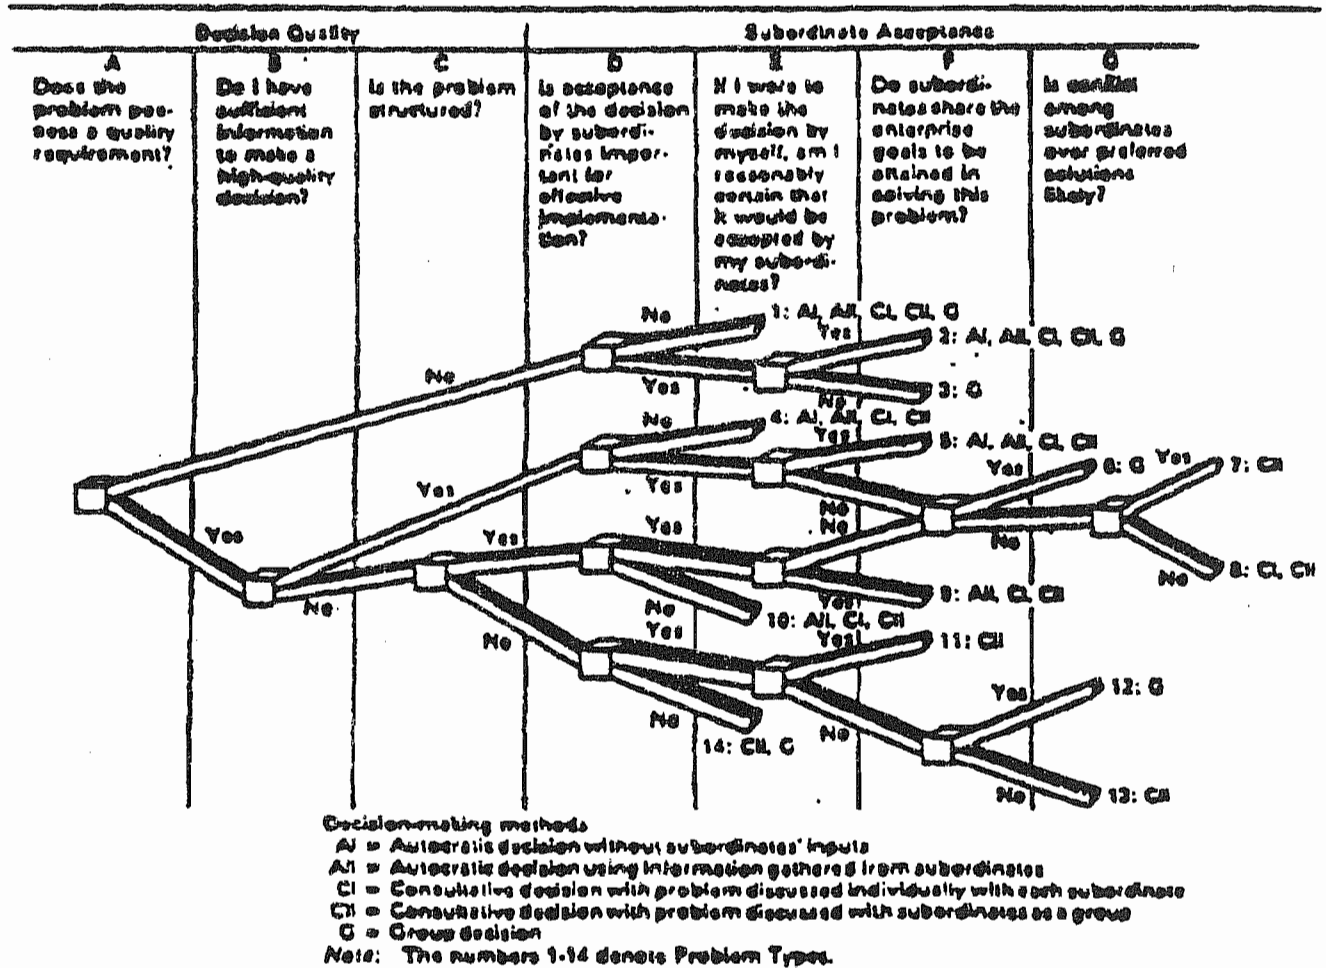 Decision Quality
Subordinate Acceptance
A
Does the
problem pos-
sess a quality
requirement?
B
Do I have
sufficient
information
to make a
high-quality
decision?
C
Is the problem
structured?
D
Is acceptance
of the decision
by subordi-
nates impor-
tant for
effective
implementa-
tion?
E
If I were to
make the
decision by
myself, am I
reasonably
certain that
it would be
accepted by
my subordi-
nates?
F
Do subordi-
nates share the
enterprise
goals to be
attained in
solving this
problem?
G
Is conflict
among
subordinates
over preferred
solutions
likely?
No
1: AI, AII, CI, CII, G
Yes
2: AI, AII, CI, CII, G
No
Yes
No
3: G
No
4: AI, AII, CI, CII
Yes
5: AI, AII, CI, CII
Yes
Yes
Yes
6: G
Yes
7: CII
No
Yes
Yes
Yes
No
No
No
8: CI, CII
No
No
Yes
9: AII, CI, CII
No
10: AII, CI, CII
Yes
Yes
11: CII
No
Yes
12: G
No
14: CII, G
No
No
13: CII
Decision-making methods
AI = Autocratic decision without subordinates' inputs
AII = Autocratic decision using information gathered from subordinates
CI = Consultative decision with problem discussed individually with each subordinate
CII = Consultative decision with problem discussed with subordinates as a group
G = Group decision
Note: The numbers 1-14 denote Problem Types.